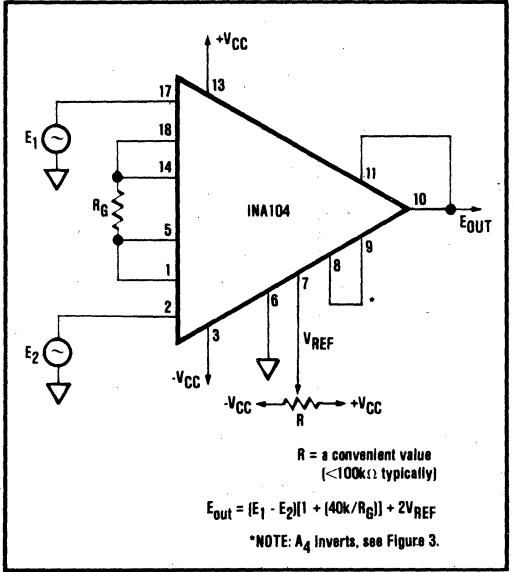 +VCC
13
17
E1
18
14
RG
5
1
2
E2
INA104
11
10
EOUT
9
8
*
7
6
3
-VCC
VREF
-VCC
+VCC
R
R = a convenient value
(<100kΩ typically)
Eout = (E1 - E2)[1 + (40k/RG)] + 2VREF
*NOTE: A4 inverts, see Figure 3.